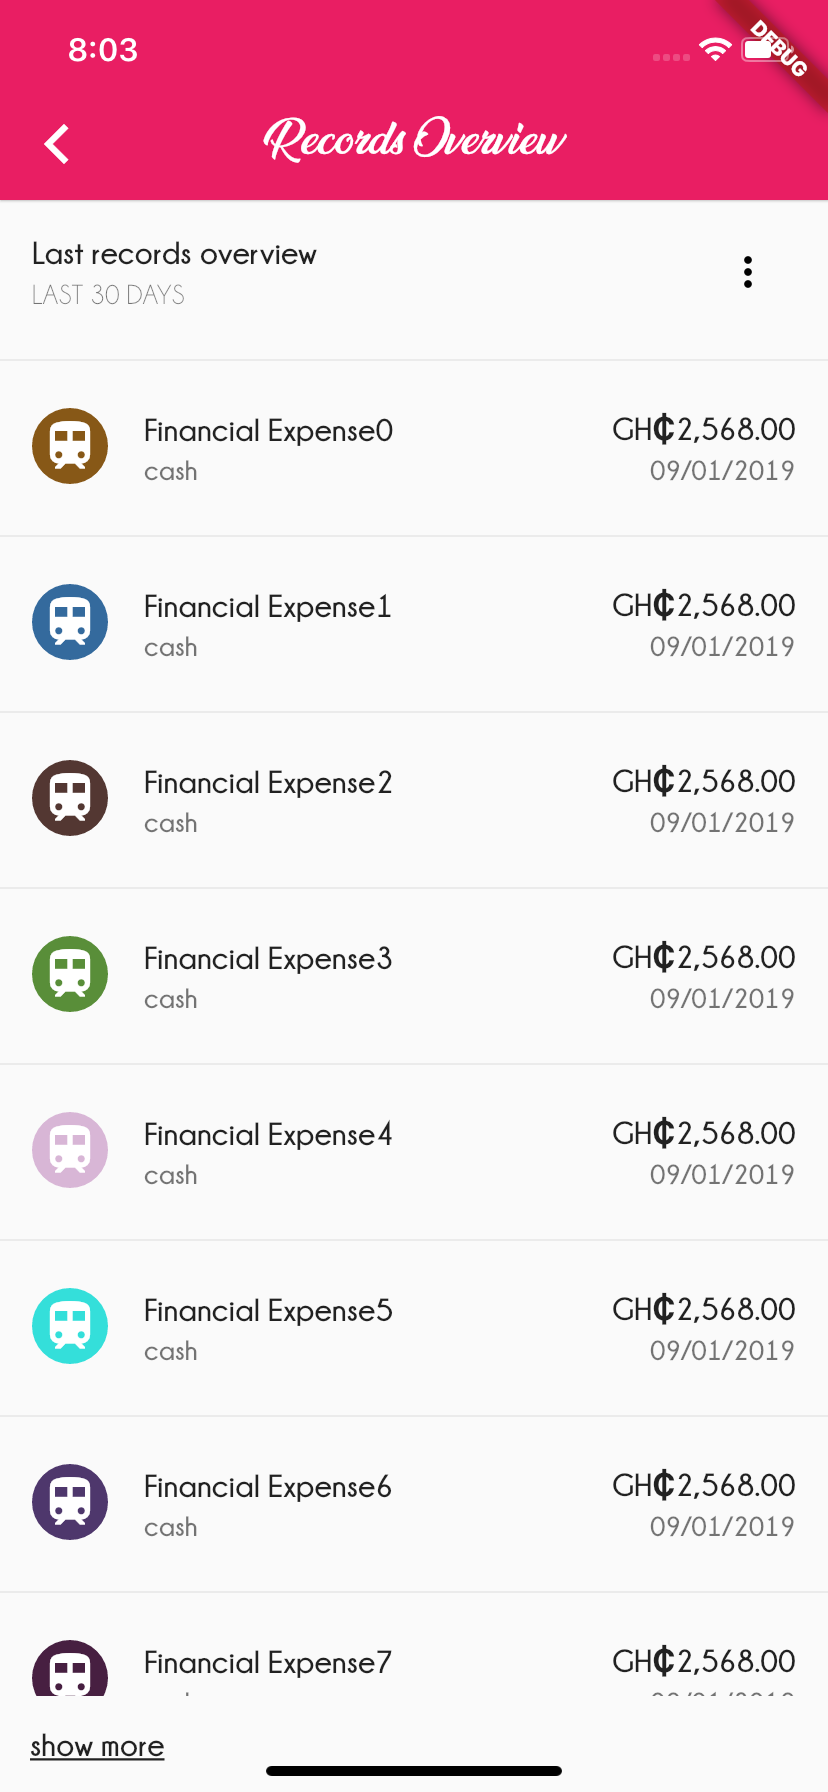 8:03
DEBUG
Records Overview
Last records overview
LAST 30 DAYS
Financial Expense0 GH₵2,568.00
cash 09/01/2019
Financial Expense1 GH₵2,568.00
cash 09/01/2019
Financial Expense2 GH₵2,568.00
cash 09/01/2019
Financial Expense3 GH₵2,568.00
cash 09/01/2019
Financial Expense4 GH₵2,568.00
cash 09/01/2019
Financial Expense5 GH₵2,568.00
cash 09/01/2019
Financial Expense6 GH₵2,568.00
cash 09/01/2019
Financial Expense7 GH₵2,568.00
show more